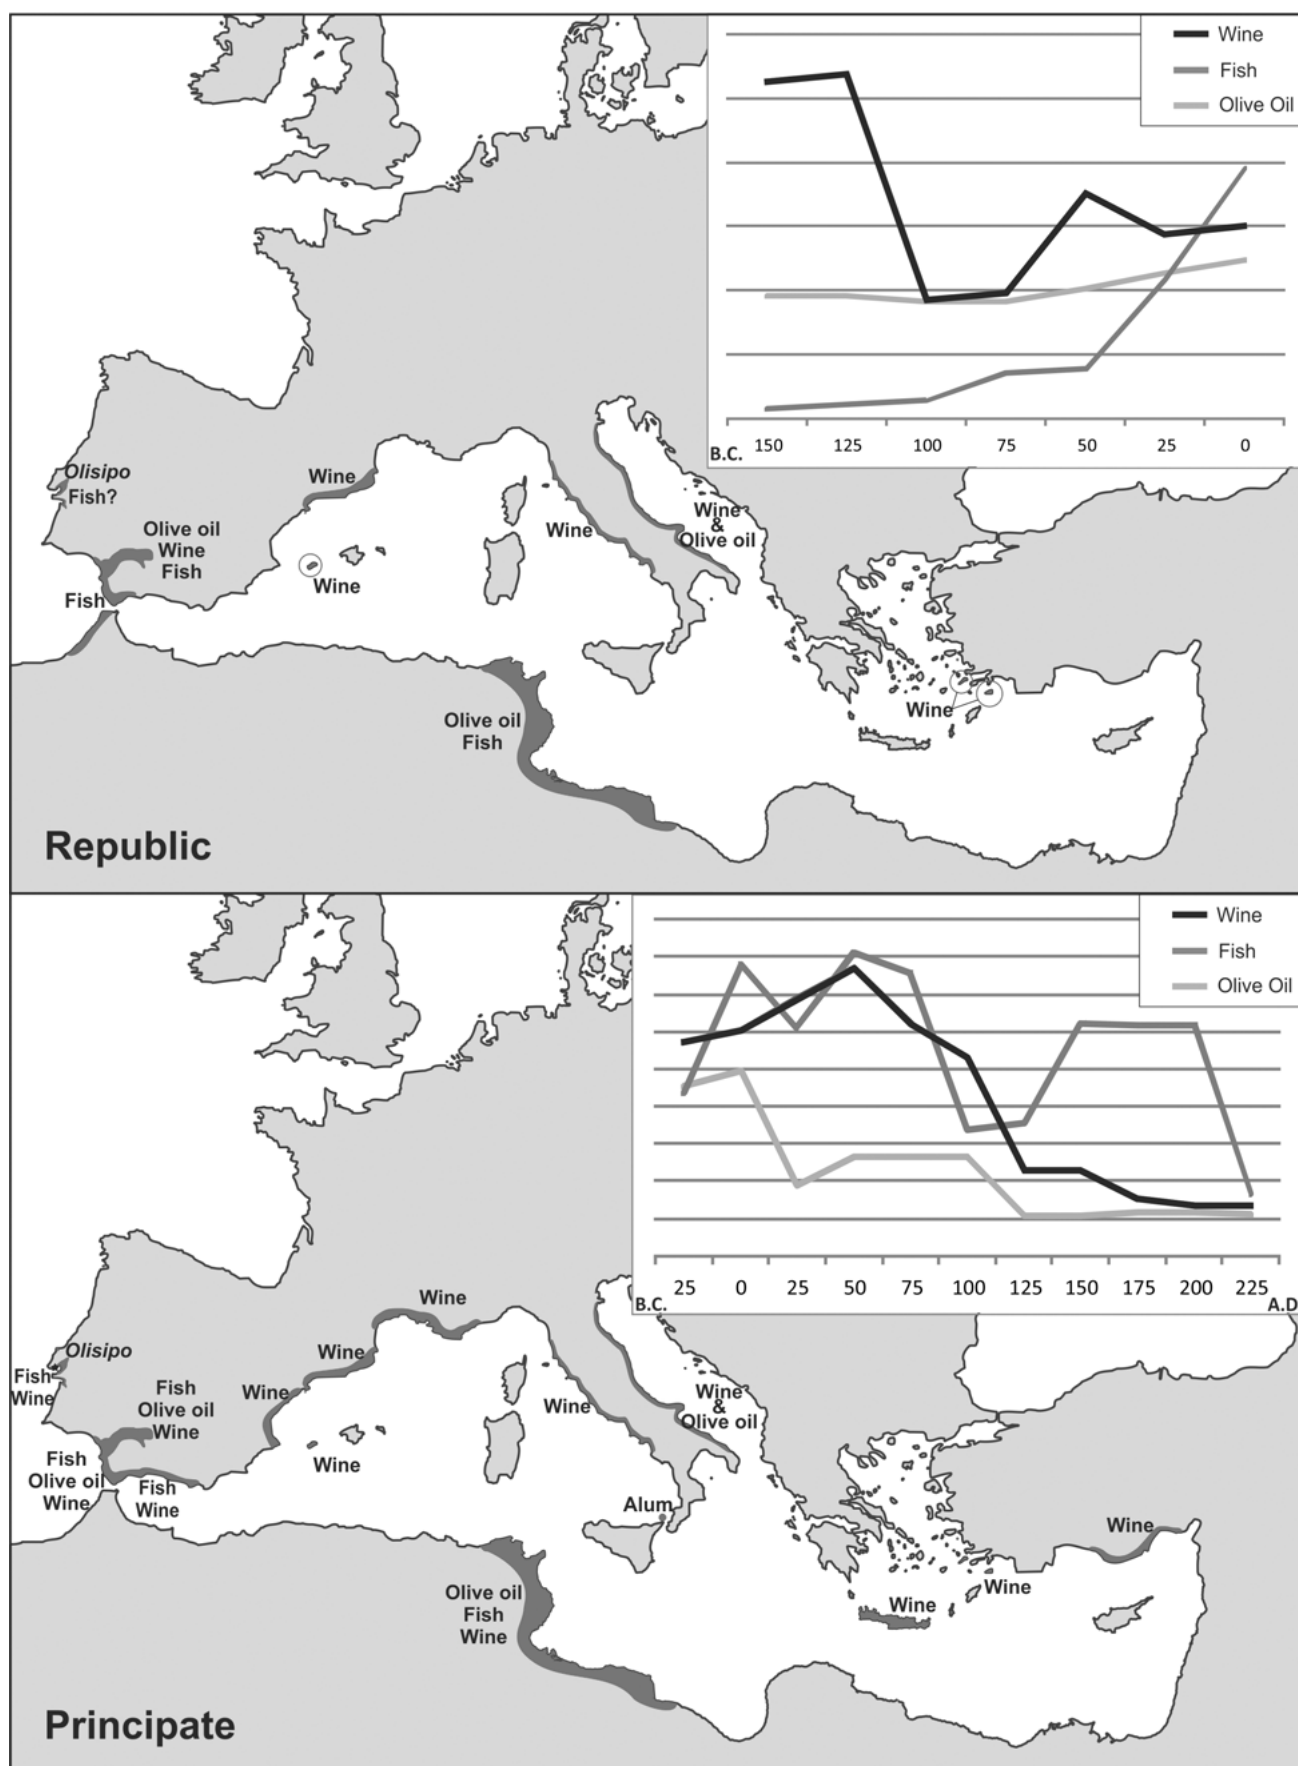 Wine
Fish
Olive Oil
B.C.
150 125 100 75 50 25 0
Olisipo
Fish?
Wine
Olive oil
Wine
Fish
Fish
Wine
Wine
Wine
&
Olive oil
Wine
Olive oil
Fish
Republic
Wine
Fish
Olive Oil
B.C.
25 0 25 50 75 100 125 150 175 200 225
A.D
Wine
Wine
Olisipo
Fish
Wine
Wine
Fish
Olive oil
Wine
Wine
Wine
&
Olive oil
Fish
Olive oil
Wine
Fish
Wine
Wine
Alum
Wine
Wine
Wine
Olive oil
Fish
Wine
Principate